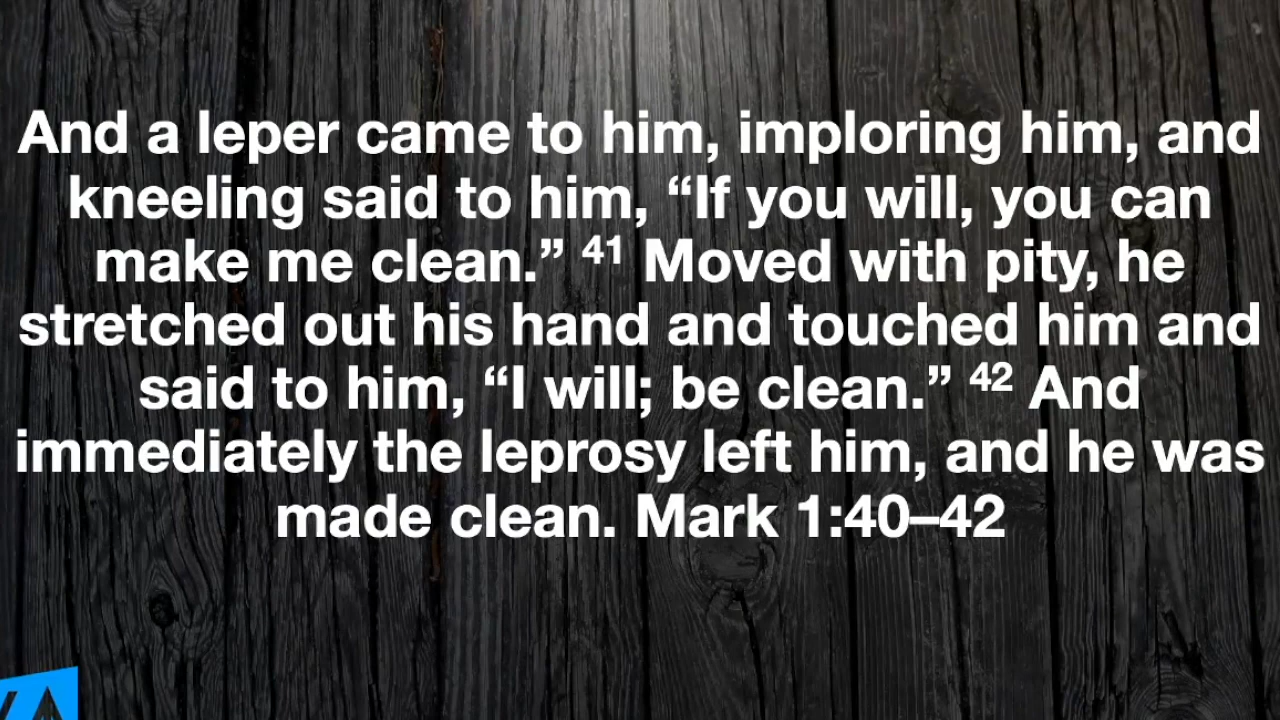 And a leper came to him, imploring him, and
kneeling said to him, “If you will, you can
make me clean.” 41 Moved with pity, he
stretched out his hand and touched him and
said to him, “I will; be clean.” 42 And
immediately the leprosy left him, and he was
made clean. Mark 1:40–42